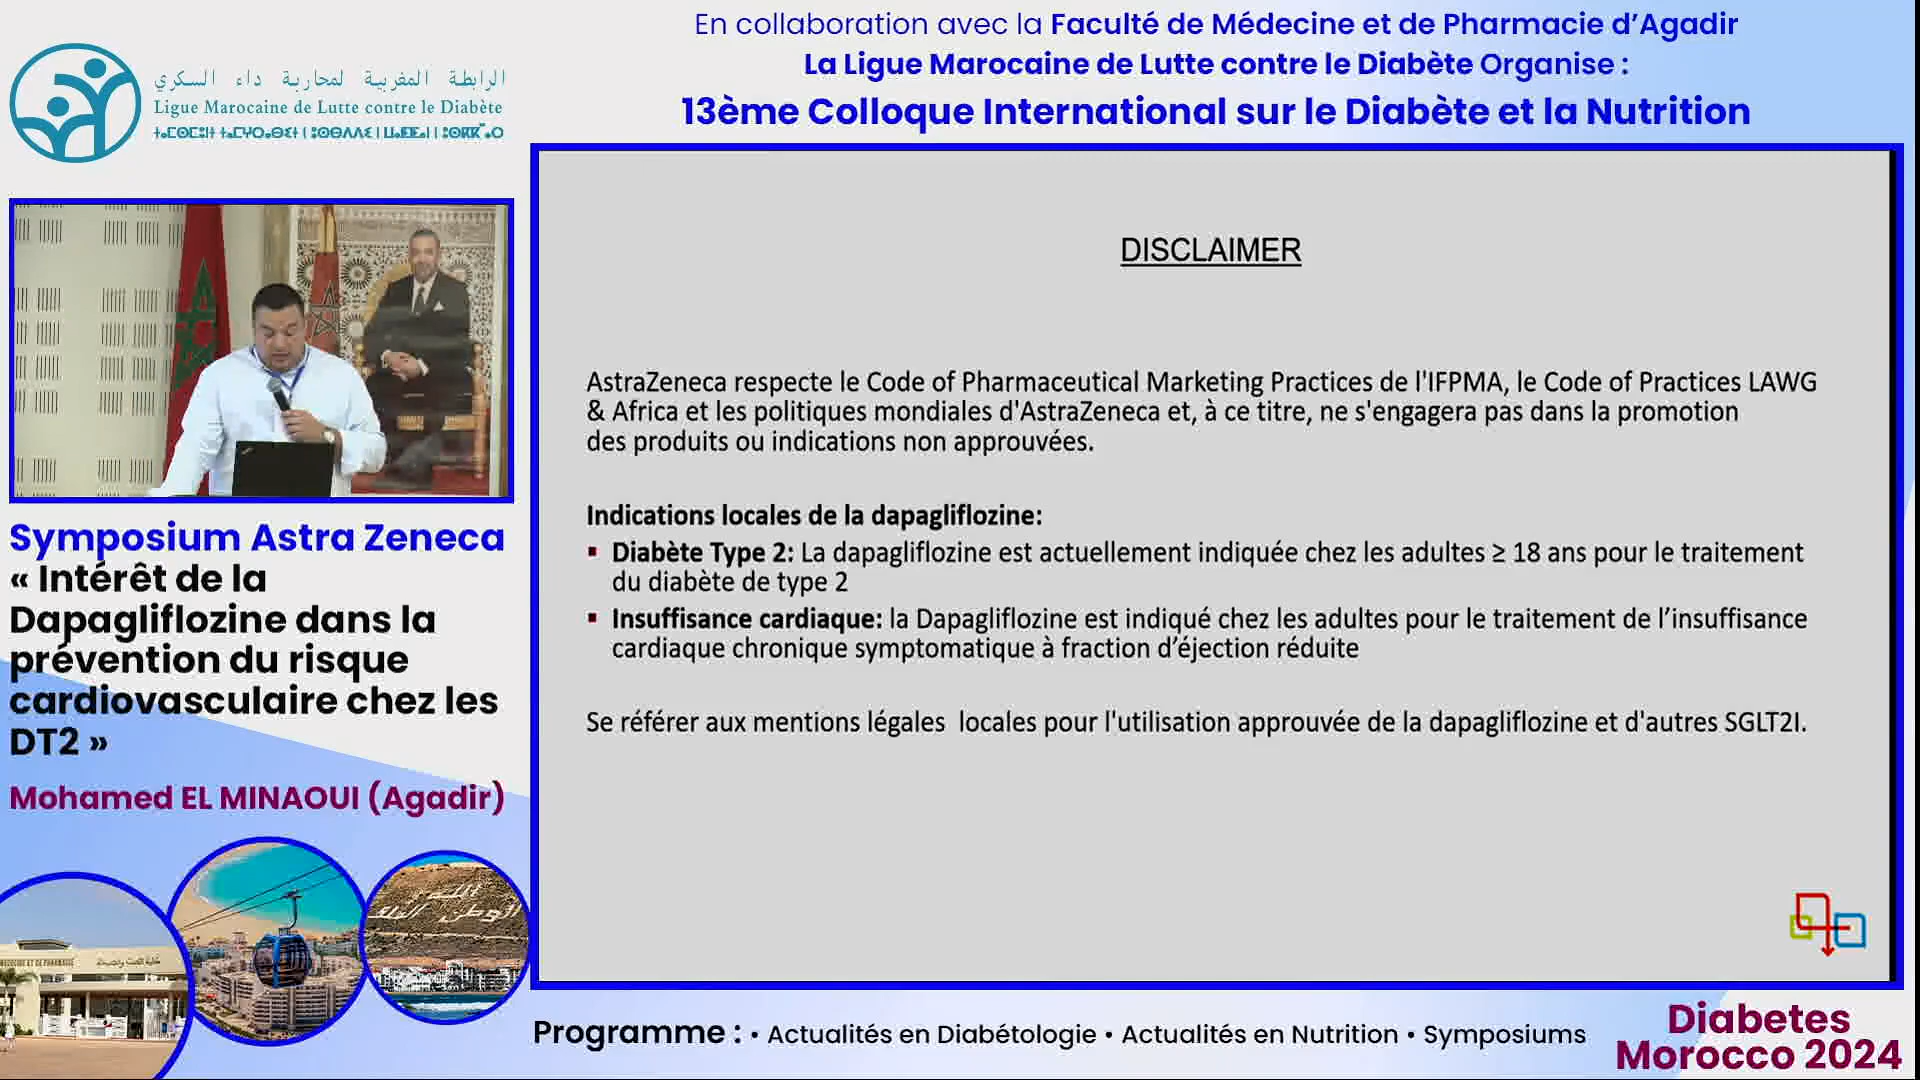 En collaboration avec la Faculté de Médecine et de Pharmacie d’Agadir
La Ligue Marocaine de Lutte contre le Diabète Organise :
13ème Colloque International sur le Diabète et la Nutrition
الرابطة المغربية لمحاربة داء السكري
Ligue Marocaine de Lutte contre le Diabète
Symposium Astra Zeneca
« Intérêt de la
Dapagliflozine dans la
prévention du risque
cardiovasculaire chez les
DT2 »
Mohamed EL MINAOUI (Agadir)
DISCLAIMER
AstraZeneca respecte le Code of Pharmaceutical Marketing Practices de l'IFPMA, le Code of Practices LAWG
& Africa et les politiques mondiales d'AstraZeneca et, à ce titre, ne s'engagera pas dans la promotion
des produits ou indications non approuvées.
Indications locales de la dapagliflozine:
▪ Diabète Type 2: La dapagliflozine est actuellement indiquée chez les adultes ≥ 18 ans pour le traitement
du diabète de type 2
▪ Insuffisance cardiaque: la Dapagliflozine est indiqué chez les adultes pour le traitement de l’insuffisance
cardiaque chronique symptomatique à fraction d’éjection réduite
Se référer aux mentions légales  locales pour l'utilisation approuvée de la dapagliflozine et d'autres SGLT2I.
الله
الوطن الملك
Programme : • Actualités en Diabétologie • Actualités en Nutrition • Symposiums
Diabetes
Morocco 2024